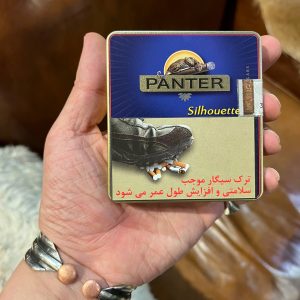 PANTER
Silhouette
ترک سیگار موجب
سلامتی و افزایش طول عمر می شود